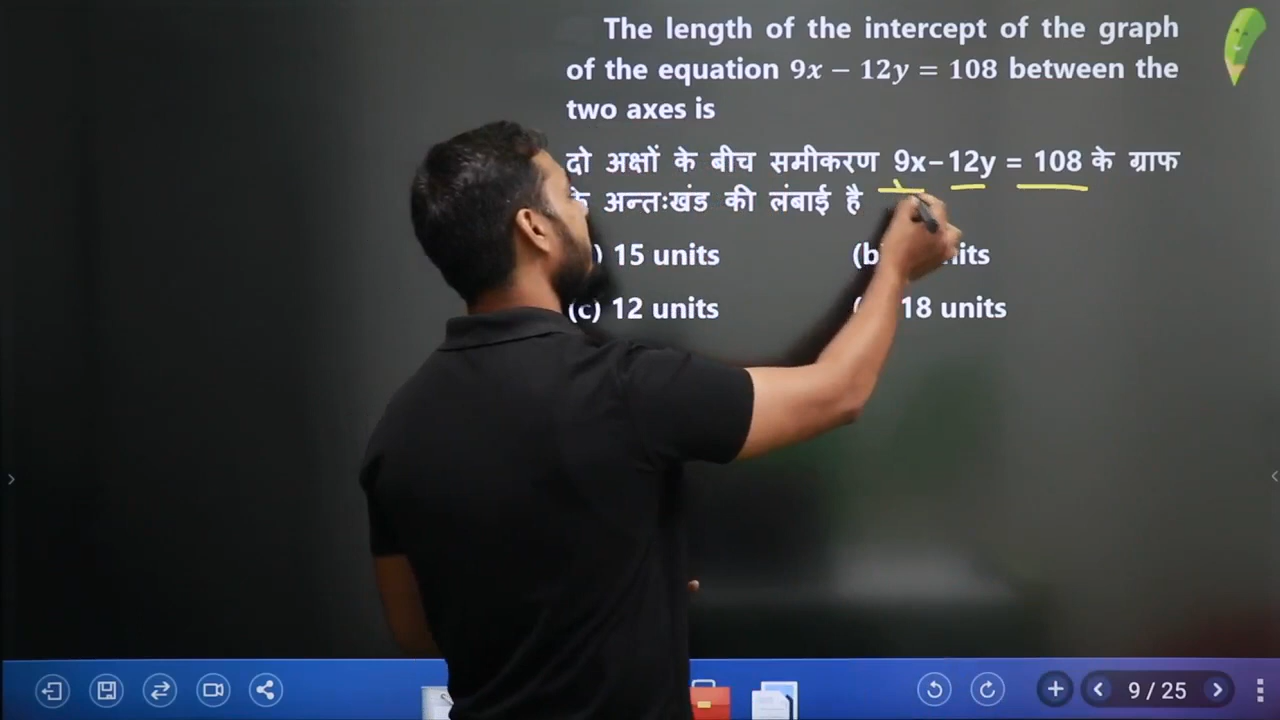 The length of the intercept of the graph
of the equation 9x − 12y = 108 between the
two axes is
दो अक्षों के बीच समीकरण 9x−12y = 108 के ग्राफ
के अन्तःखंड की लंबाई है
15 units
(c) 12 units
18 units
9 / 25